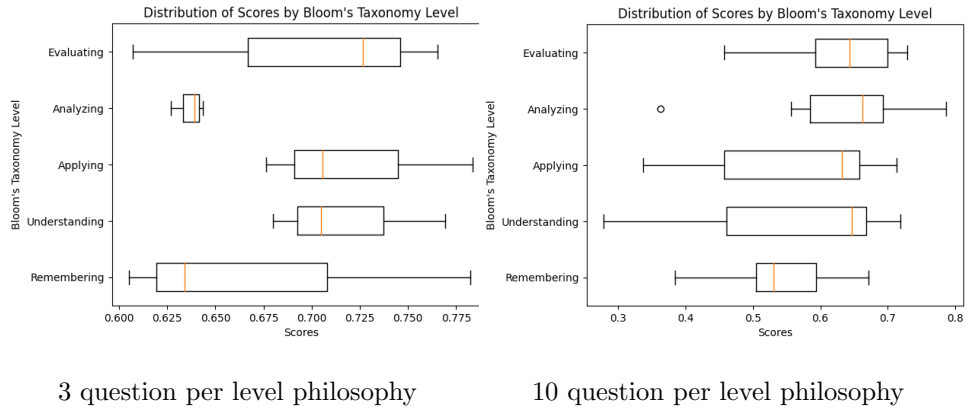 Distribution of Scores by Bloom's Taxonomy Level
Bloom's Taxonomy Level
Evaluating
Analyzing
Applying
Understanding
Remembering
0.600 0.625 0.650 0.675 0.700 0.725 0.750 0.775
Scores
3 question per level philosophy
Distribution of Scores by Bloom's Taxonomy Level
Bloom's Taxonomy Level
Evaluating
Analyzing
Applying
Understanding
Remembering
0.3 0.4 0.5 0.6 0.7 0.8
Scores
10 question per level philosophy